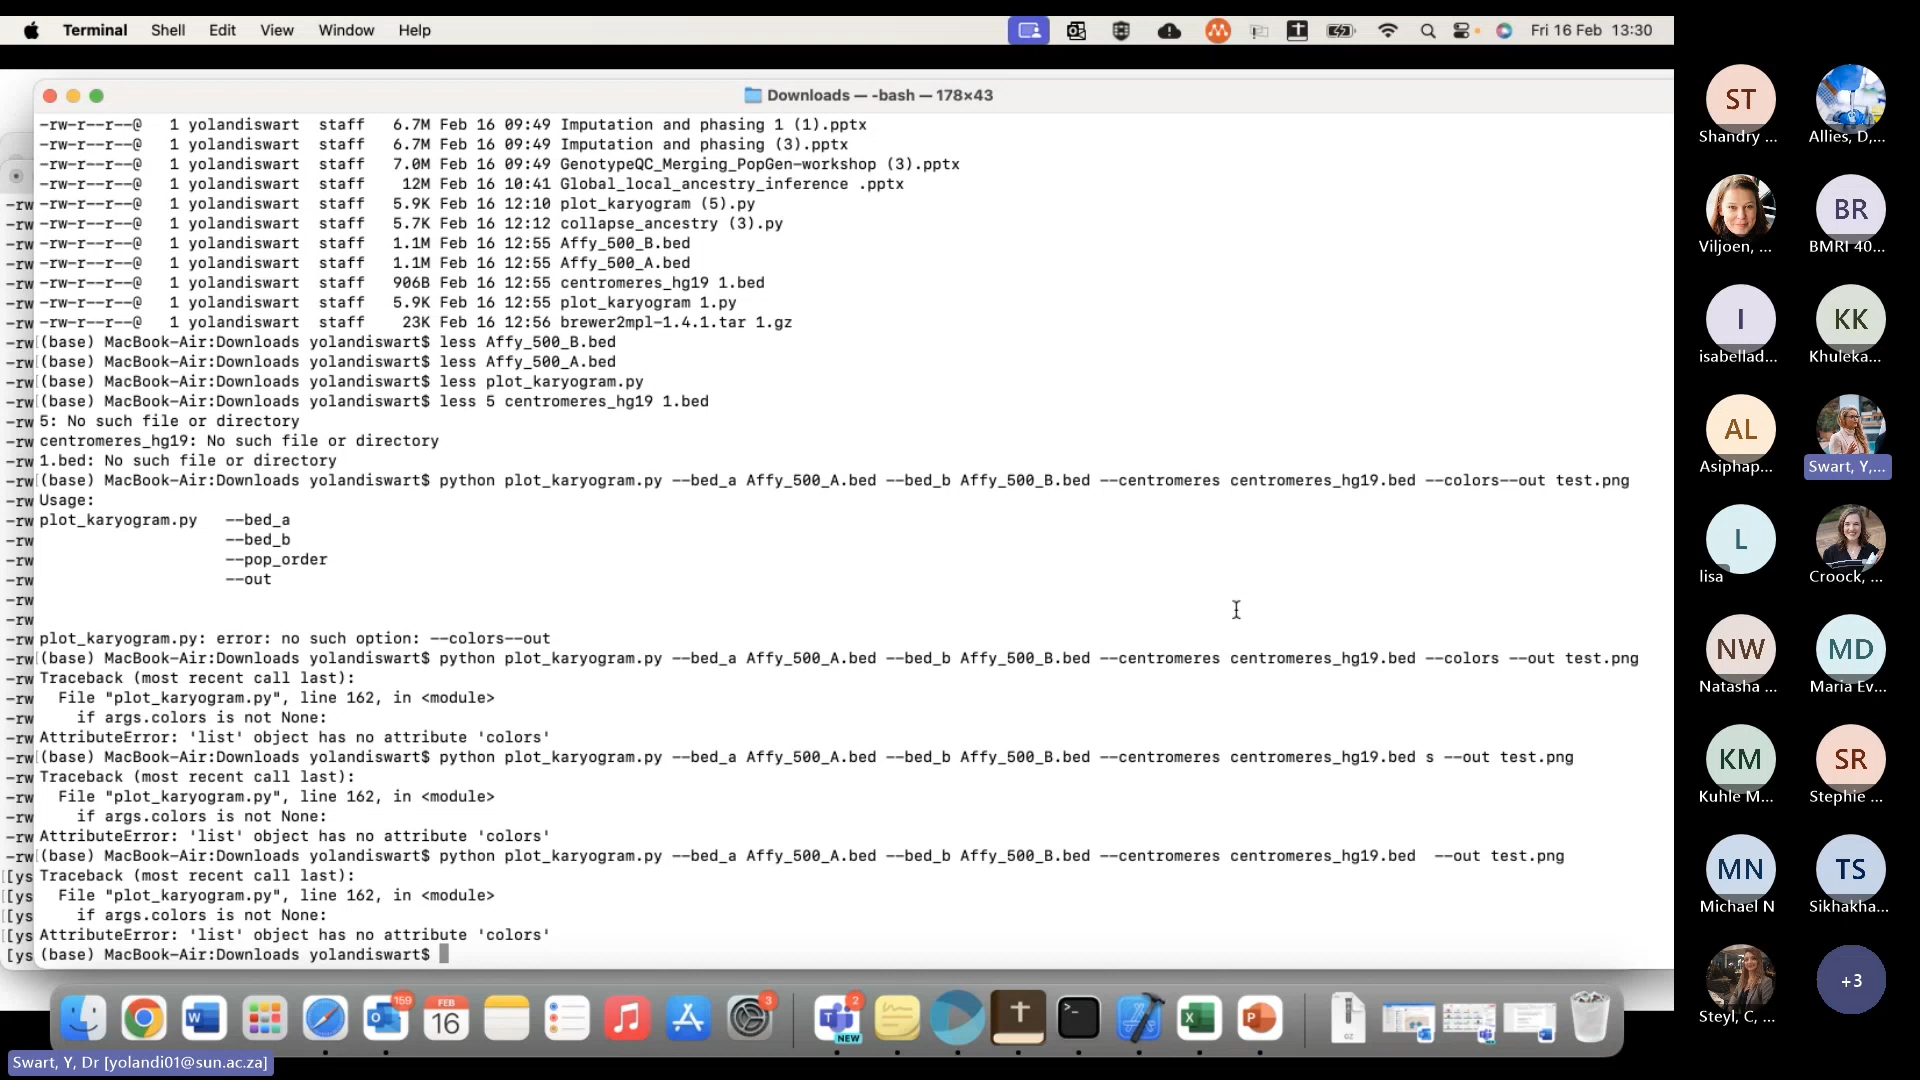 Terminal Shell Edit View Window Help Fri 16 Feb 13:30
Downloads — -bash — 178×43
-rw-r--r--@ 1 yolandiswart staff 6.7M Feb 16 09:49 Imputation and phasing 1 (1).pptx
-rw-r--r--@ 1 yolandiswart staff 6.7M Feb 16 09:49 Imputation and phasing (3).pptx
-rw-r--r--@ 1 yolandiswart staff 7.0M Feb 16 09:49 GenotypeQC_Merging_PopGen-workshop (3).pptx
-rw-r--r--@ 1 yolandiswart staff 12M Feb 16 10:41 Global_local_ancestry_inference .pptx
-rw-r--r--@ 1 yolandiswart staff 5.9K Feb 16 12:10 plot_karyogram (5).py
-rw-r--r--@ 1 yolandiswart staff 5.7K Feb 16 12:12 collapse_ancestry (3).py
-rw-r--r--@ 1 yolandiswart staff 1.1M Feb 16 12:55 Affy_500_B.bed
-rw-r--r--@ 1 yolandiswart staff 1.1M Feb 16 12:55 Affy_500_A.bed
-rw-r--r--@ 1 yolandiswart staff 906B Feb 16 12:55 centromeres_hg19 1.bed
-rw-r--r--@ 1 yolandiswart staff 5.9K Feb 16 12:55 plot_karyogram 1.py
-rw-r--r--@ 1 yolandiswart staff 23K Feb 16 12:56 brewer2mpl-1.4.1.tar 1.gz
(base) MacBook-Air:Downloads yolandiswart$ less Affy_500_B.bed
(base) MacBook-Air:Downloads yolandiswart$ less Affy_500_A.bed
(base) MacBook-Air:Downloads yolandiswart$ less plot_karyogram.py
(base) MacBook-Air:Downloads yolandiswart$ less 5 centromeres_hg19 1.bed
5: No such file or directory
centromeres_hg19: No such file or directory
1.bed: No such file or directory
(base) MacBook-Air:Downloads yolandiswart$ python plot_karyogram.py --bed_a Affy_500_A.bed --bed_b Affy_500_B.bed --centromeres centromeres_hg19.bed --colors--out test.png
Usage:
plot_karyogram.py --bed_a
--bed_b
--pop_order
--out
plot_karyogram.py: error: no such option: --colors--out
(base) MacBook-Air:Downloads yolandiswart$ python plot_karyogram.py --bed_a Affy_500_A.bed --bed_b Affy_500_B.bed --centromeres centromeres_hg19.bed --colors --out test.png
Traceback (most recent call last):
File "plot_karyogram.py", line 162, in <module>
if args.colors is not None:
AttributeError: 'list' object has no attribute 'colors'
(base) MacBook-Air:Downloads yolandiswart$ python plot_karyogram.py --bed_a Affy_500_A.bed --bed_b Affy_500_B.bed --centromeres centromeres_hg19.bed s --out test.png
Traceback (most recent call last):
File "plot_karyogram.py", line 162, in <module>
if args.colors is not None:
AttributeError: 'list' object has no attribute 'colors'
(base) MacBook-Air:Downloads yolandiswart$ python plot_karyogram.py --bed_a Affy_500_A.bed --bed_b Affy_500_B.bed --centromeres centromeres_hg19.bed --out test.png
Traceback (most recent call last):
File "plot_karyogram.py", line 162, in <module>
if args.colors is not None:
AttributeError: 'list' object has no attribute 'colors'
(base) MacBook-Air:Downloads yolandiswart$
159
FEB
16
3
2
NEW
Swart, Y, Dr [yolandi01@sun.ac.za]
ST
Shandry ...
Allies, D,...
Viljoen, ...
BR
BMRI 40...
I
isabellad...
KK
Khuleka...
AL
Asiphap...
Swart, Y,...
L
lisa
Croock, ...
NW
Natasha ...
MD
Maria Ev...
KM
Kuhle M...
SR
Stephie ...
MN
Michael N
TS
Sikhakha...
Steyl, C, ...
+3